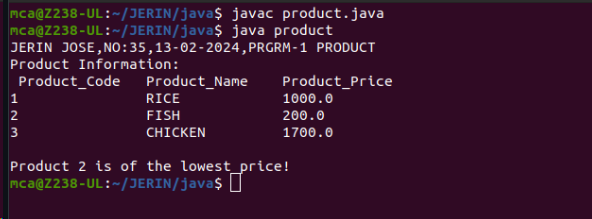 mca@Z238-UL:~/JERIN/java$ javac product.java
mca@Z238-UL:~/JERIN/java$ java product
JERIN JOSE,NO:35,13-02-2024,PRGRM-1 PRODUCT
Product Information:
Product_Code Product_Name Product_Price
1 RICE 1000.0
2 FISH 200.0
3 CHICKEN 1700.0
Product 2 is of the lowest price!
mca@Z238-UL:~/JERIN/java$